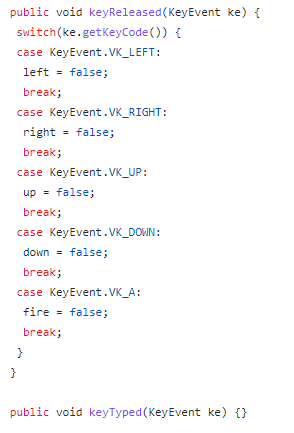 public void keyReleased(KeyEvent ke) {
 switch(ke.getKeyCode()) {
 case KeyEvent.VK_LEFT:
  left = false;
  break;
 case KeyEvent.VK_RIGHT:
  right = false;
  break;
 case KeyEvent.VK_UP:
  up = false;
  break;
 case KeyEvent.VK_DOWN:
  down = false;
  break;
 case KeyEvent.VK_A:
  fire = false;
  break;
 }
}

public void keyTyped(KeyEvent ke) {}